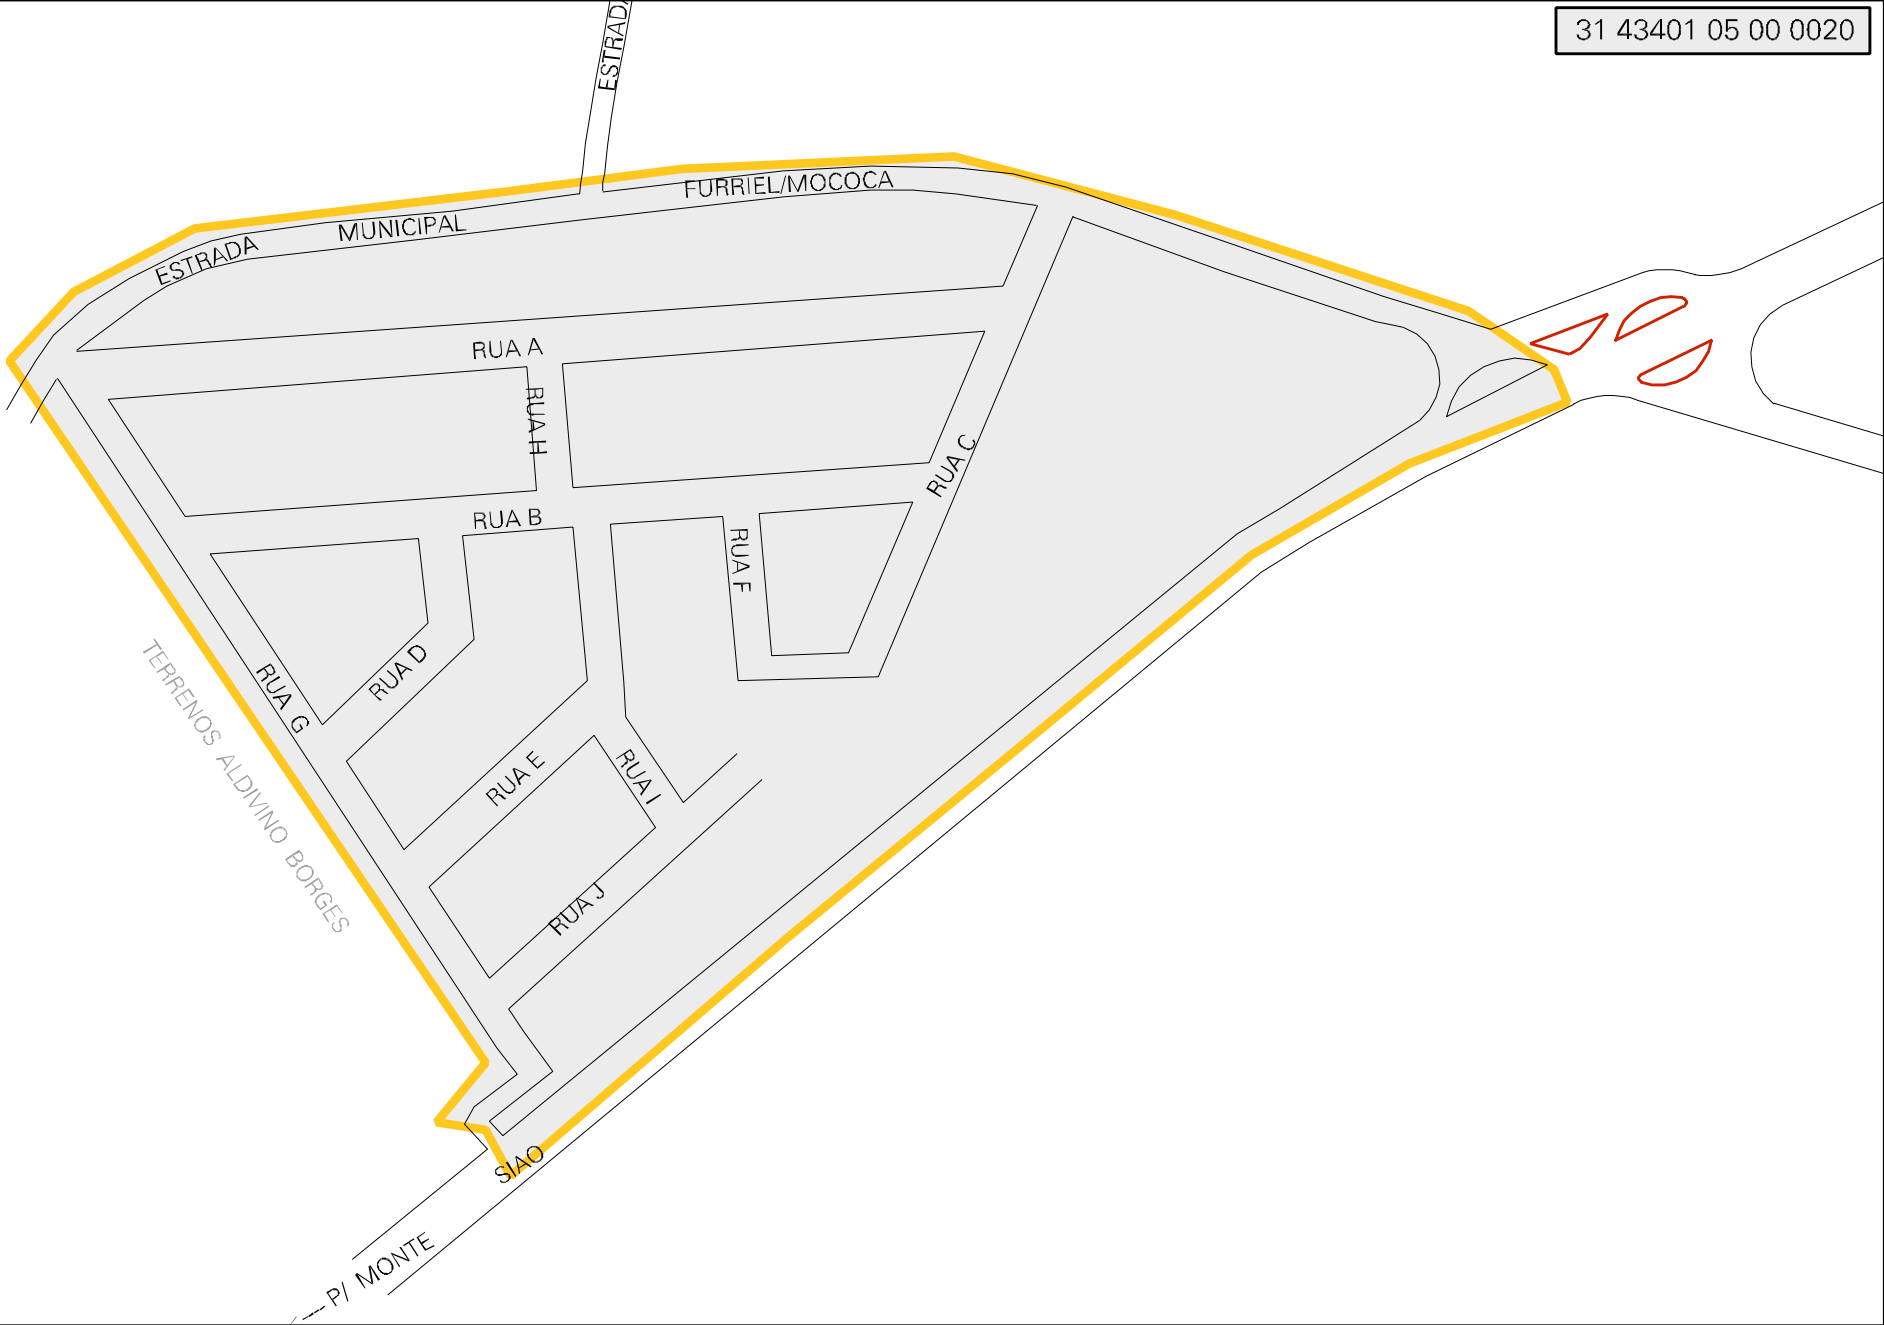 31 43401 05 00 0020
ESTRADA
ESTRADA MUNICIPAL FURRIEL/MOCOCA
RUA A
RUA H
RUA C
RUA B
RUA F
RUA D
RUA G
TERRENOS ALDIVINO BORGES
RUA E
RUA I
RUA J
P/ MONTE SIAO